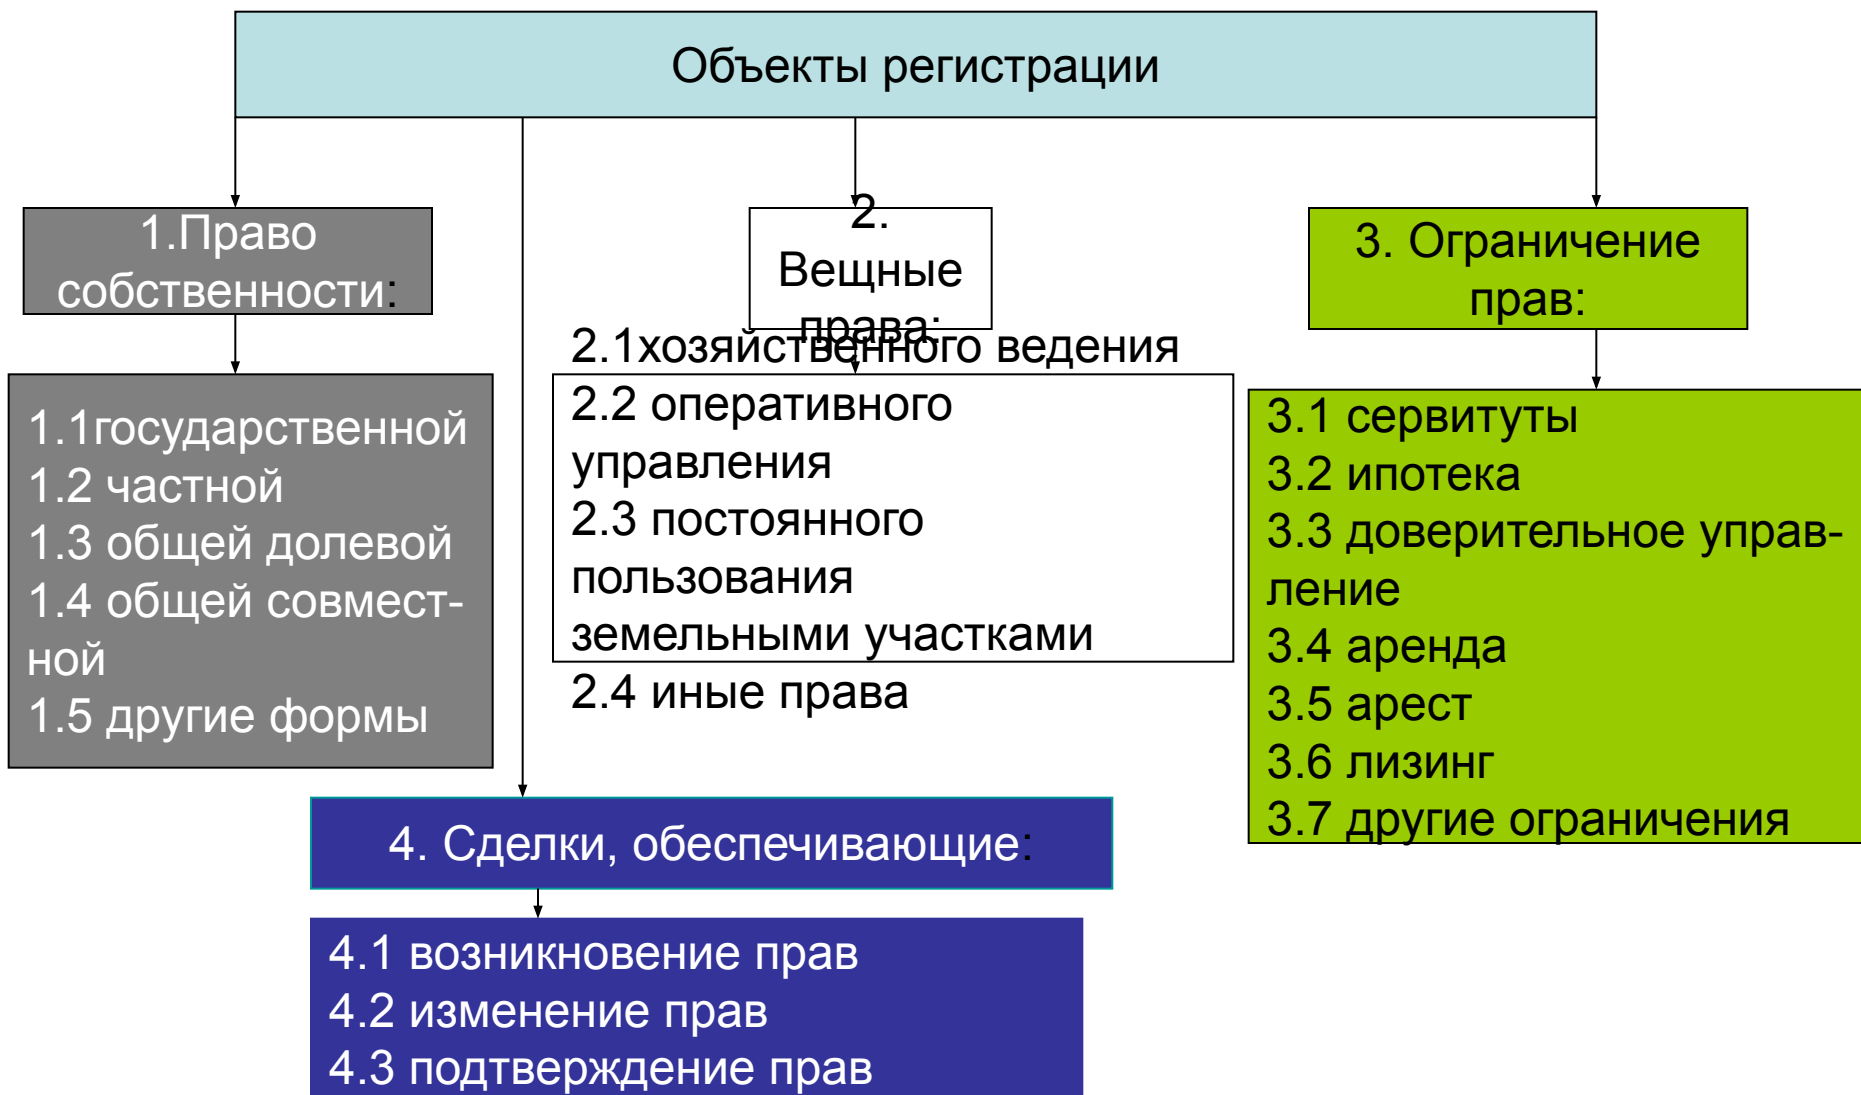 Объекты регистрации
1.Право
собственности:
1.1государственной
1.2 частной
1.3 общей долевой
1.4 общей совмест-
ной
1.5 другие формы
2.
Вещные
права:
2.1хозяйственного ведения
2.2 оперативного
управления
2.3 постоянного
пользования
земельными участками
2.4 иные права
3. Ограничение
прав:
3.1 сервитуты
3.2 ипотека
3.3 доверительное управ-
ление
3.4 аренда
3.5 арест
3.6 лизинг
3.7 другие ограничения
4. Сделки, обеспечивающие:
4.1 возникновение прав
4.2 изменение прав
4.3 подтверждение прав